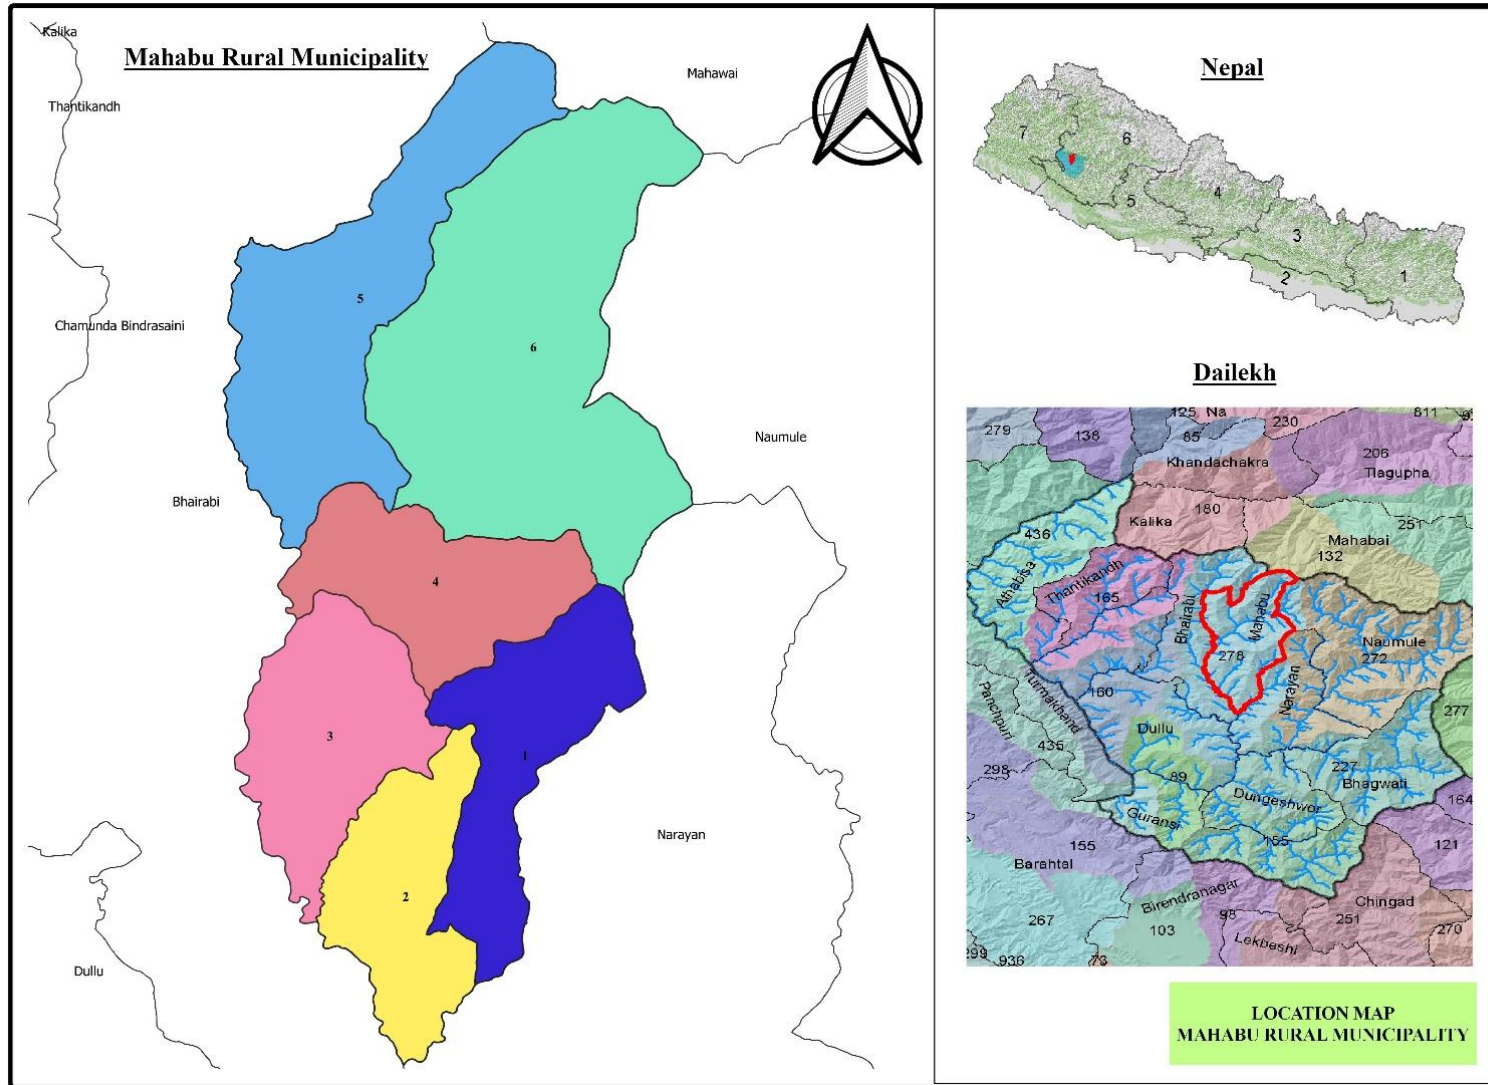 Mahabu Rural Municipality
Kalika
Thantikandh
Mahawai
Chamunda Bindrasaini
Bhairabi
Naumule
Narayan
Dullu
5
6
4
3
1
2
Nepal
7
6
5
4
3
2
1
Dailekh
125
Na
811
279
138
85
230
206
Khandachakra
Tlagupha
180
251
Kalika
436
Mahabai
132
Athabisa
Thantikandh
165
Bhairabi
Mahabu
278
Naumule
272
Narayan
Panchpuri
Turmakhand
160
277
Dullu
435
298
89
227
Bhagwati
164
Dungeshwor
Guransi
155
155
121
Barahtal
Birendranagar
Chingad
267
98
251
270
103
Lekbeshi
299
936
73
LOCATION MAP
MAHABU RURAL MUNICIPALITY